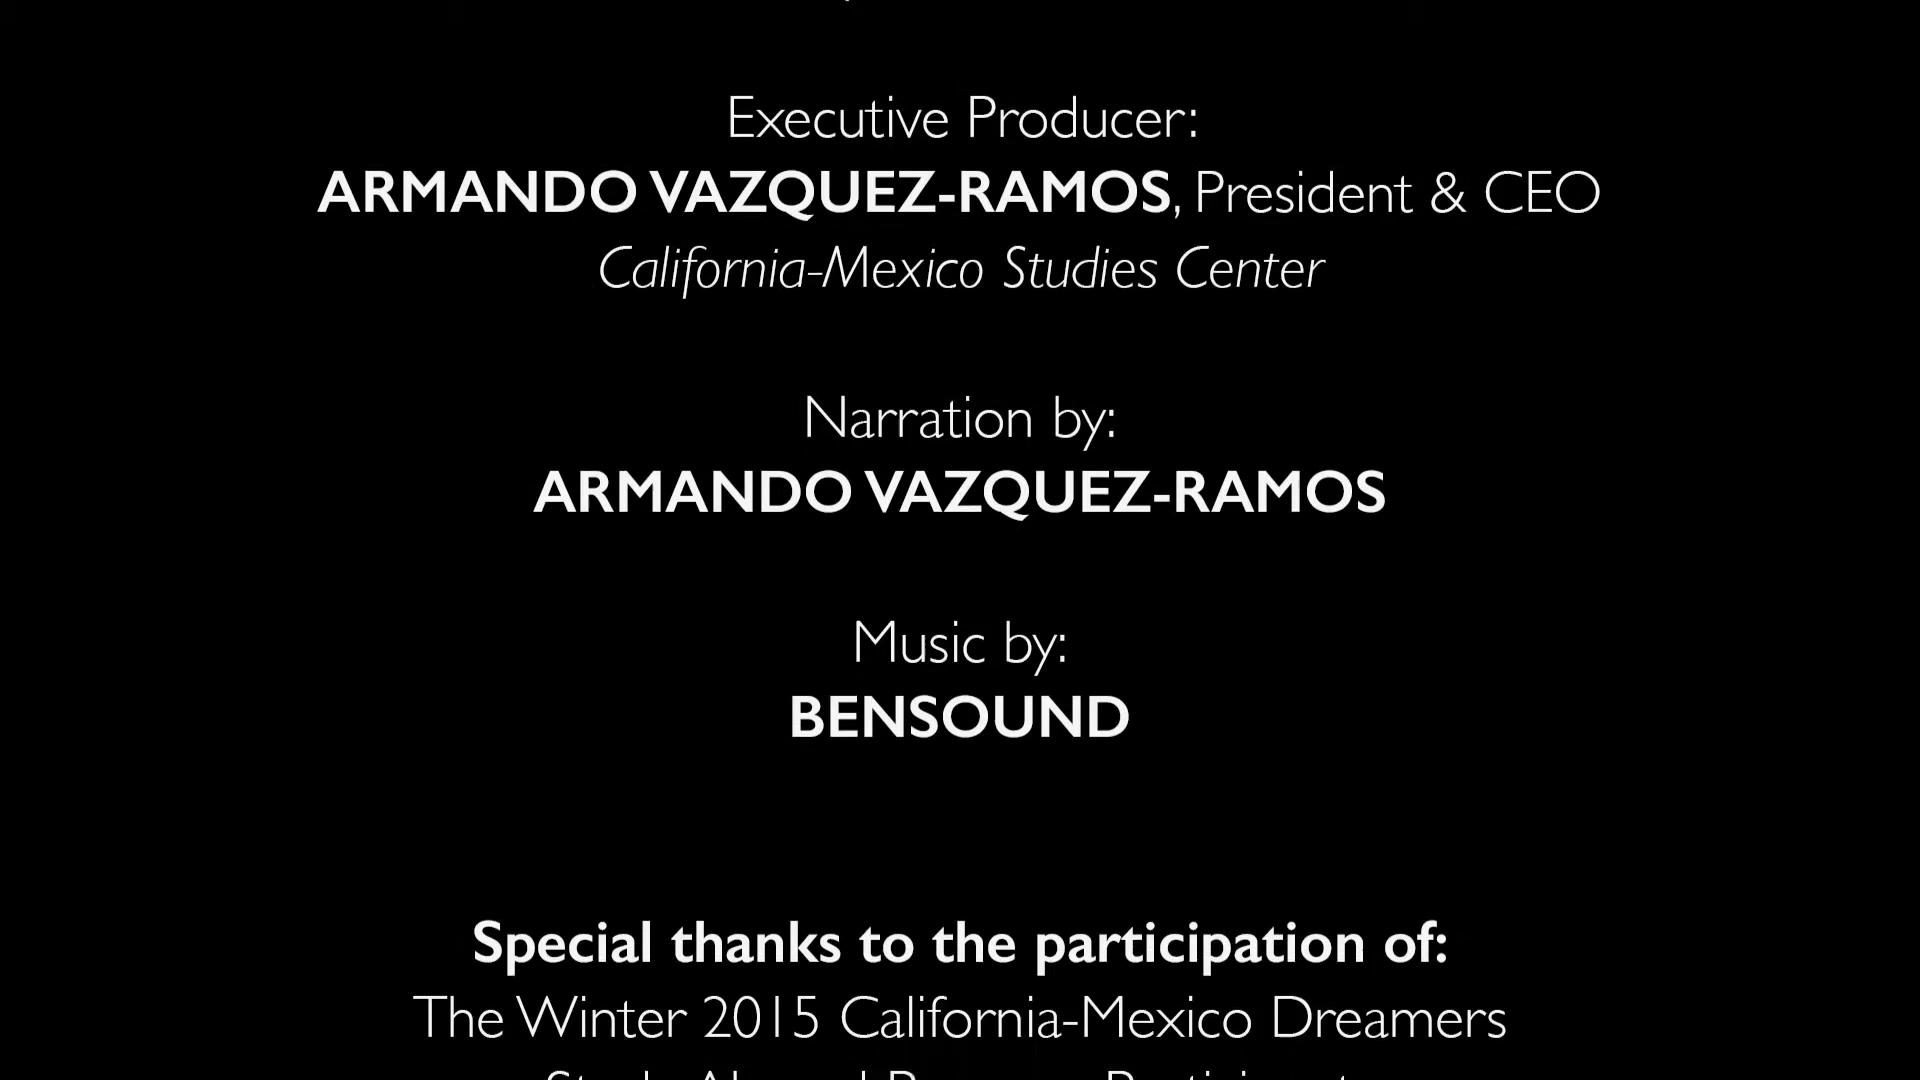 Executive Producer:
ARMANDO VAZQUEZ-RAMOS, President & CEO
California-Mexico Studies Center
Narration by:
ARMANDO VAZQUEZ-RAMOS
Music by:
BENSOUND
Special thanks to the participation of:
The Winter 2015 California-Mexico Dreamers